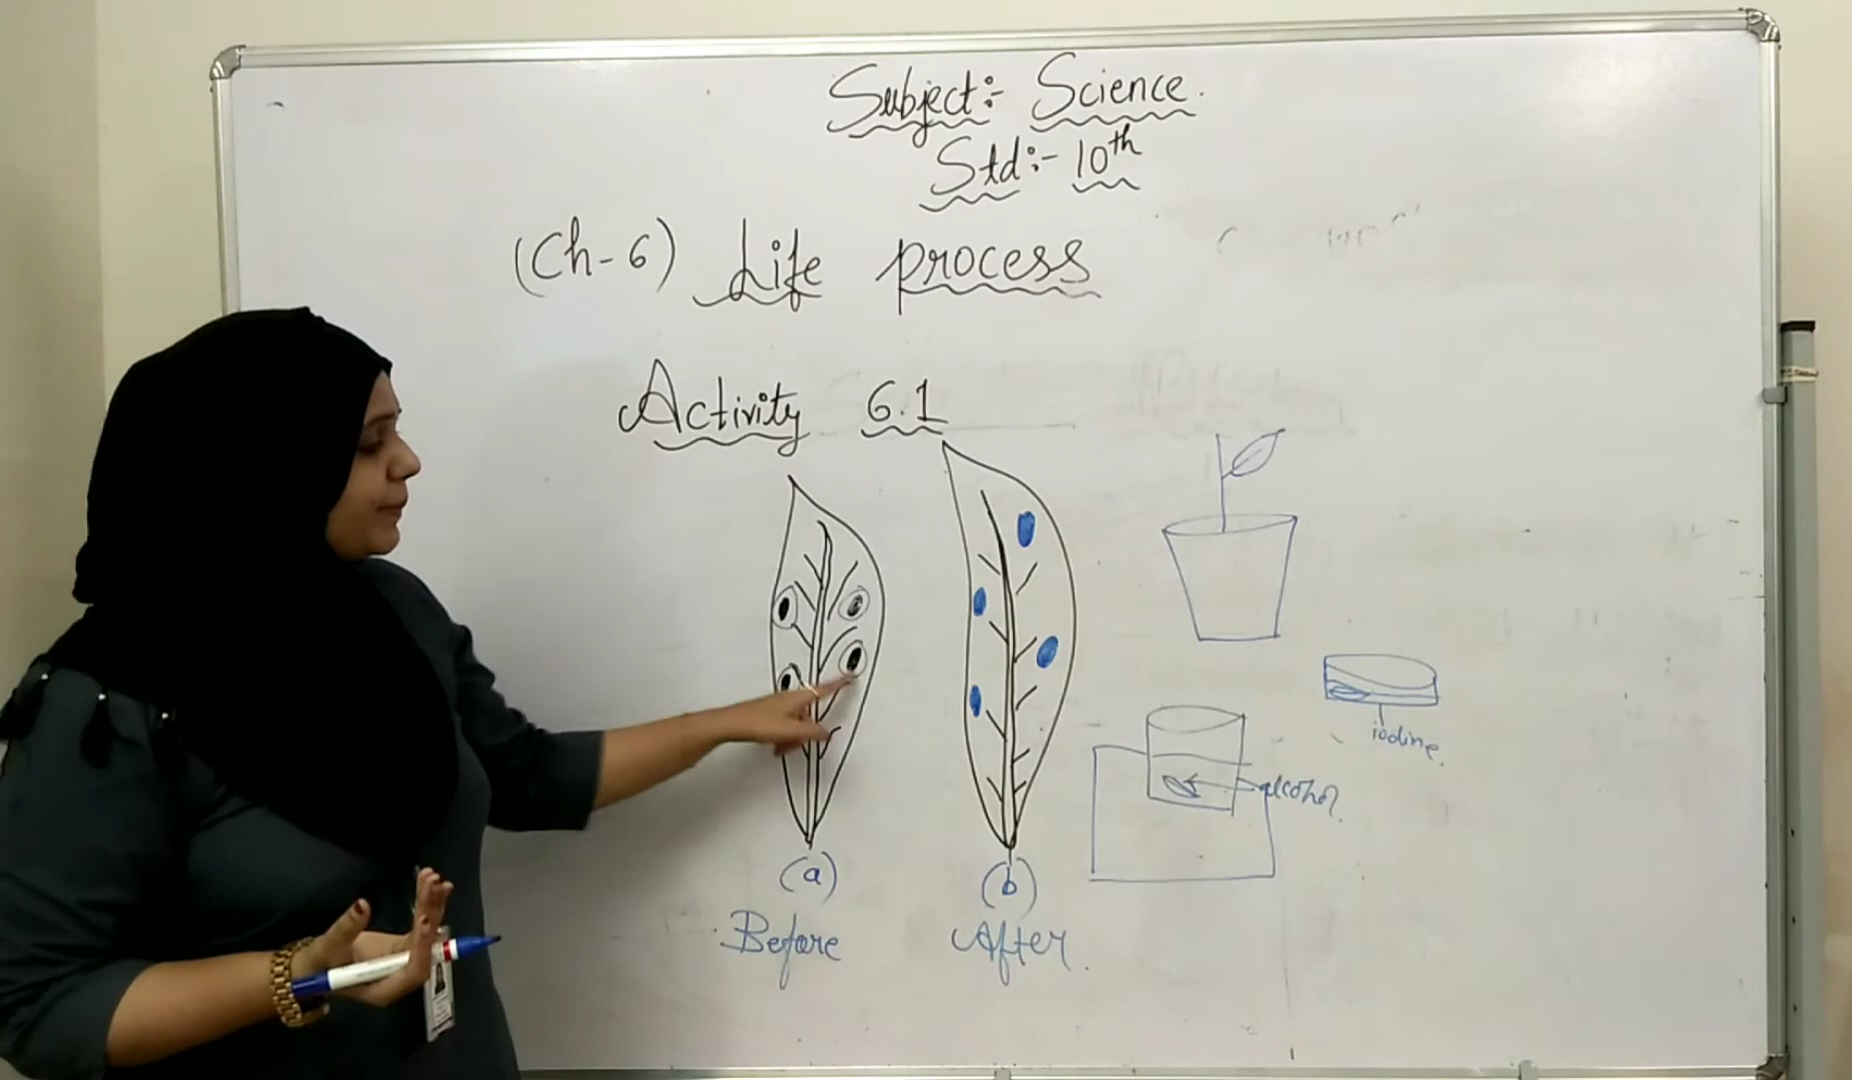 Subject:- Science.
Std:- 10th
(Ch-6) Life process
Activity 6.1
iodine.
alcohol.
(a) (b)
Before After.